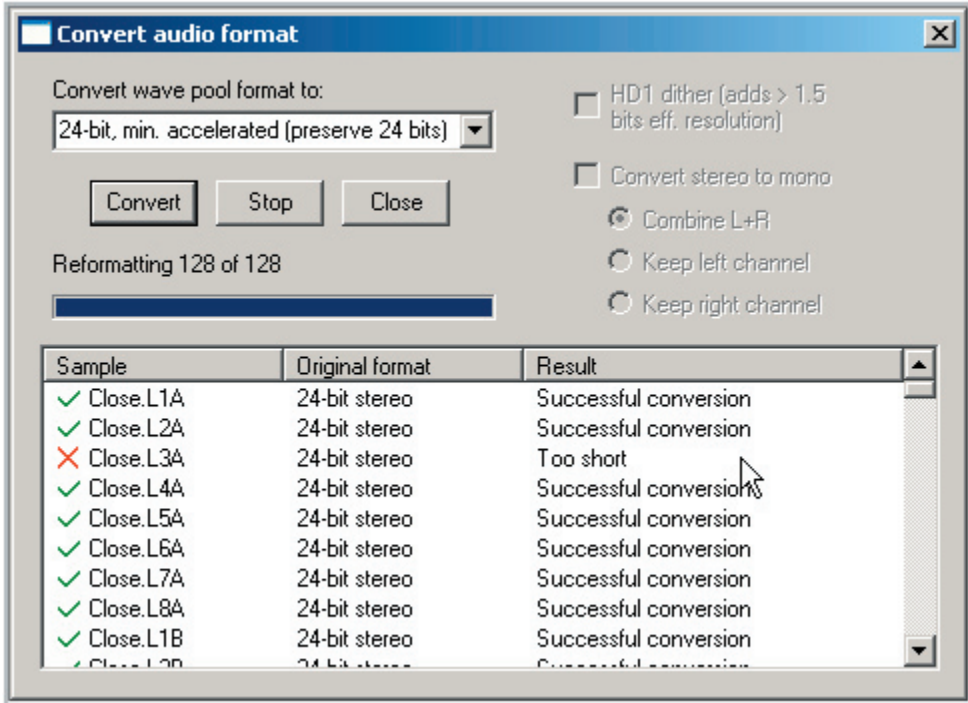 Convert audio format
Convert wave pool format to:
24-bit, min. accelerated (preserve 24 bits)
Convert Stop Close
Reformatting 128 of 128
HD1 dither (adds > 1.5
bits eff. resolution)
Convert stereo to mono
Combine L+R
Keep left channel
Keep right channel
Sample Original format Result
Close.L1A 24-bit stereo Successful conversion
Close.L2A 24-bit stereo Successful conversion
Close.L3A 24-bit stereo Too short
Close.L4A 24-bit stereo Successful conversion
Close.L5A 24-bit stereo Successful conversion
Close.L6A 24-bit stereo Successful conversion
Close.L7A 24-bit stereo Successful conversion
Close.L8A 24-bit stereo Successful conversion
Close.L1B 24-bit stereo Successful conversion